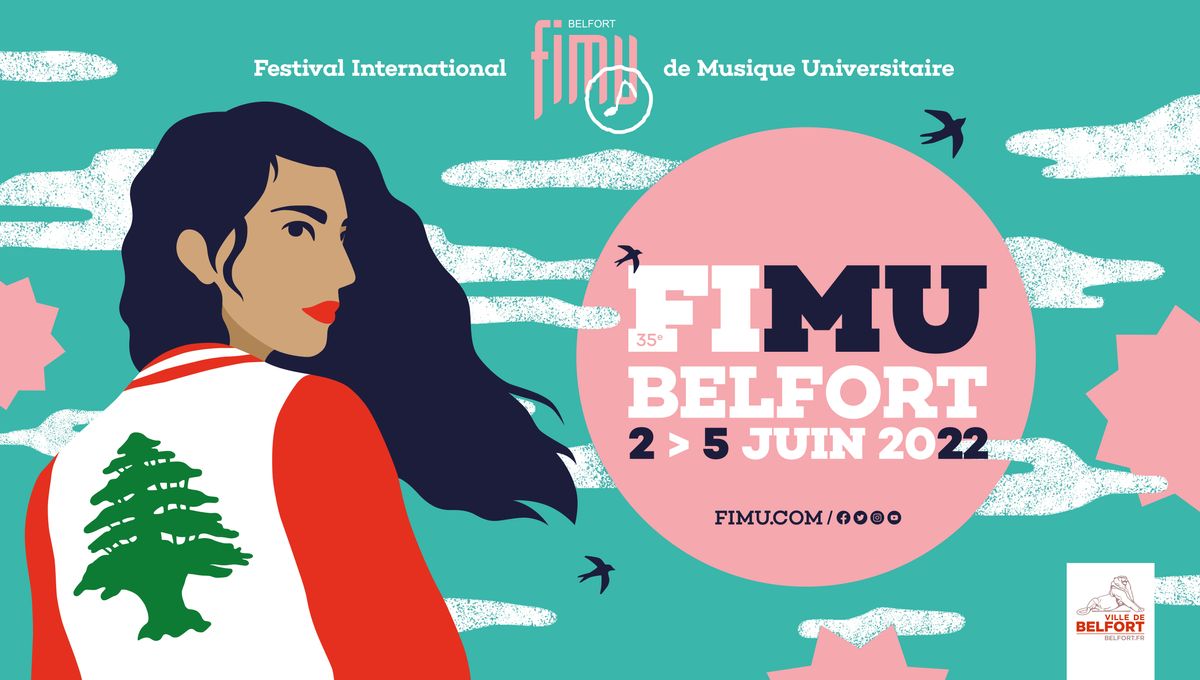 BELFORT
Festival International fimu de Musique Universitaire
FIMU
35e
BELFORT
2 > 5 JUIN 2022
FIMU.COM /
VILLE DE
BELFORT
BELFORT.FR